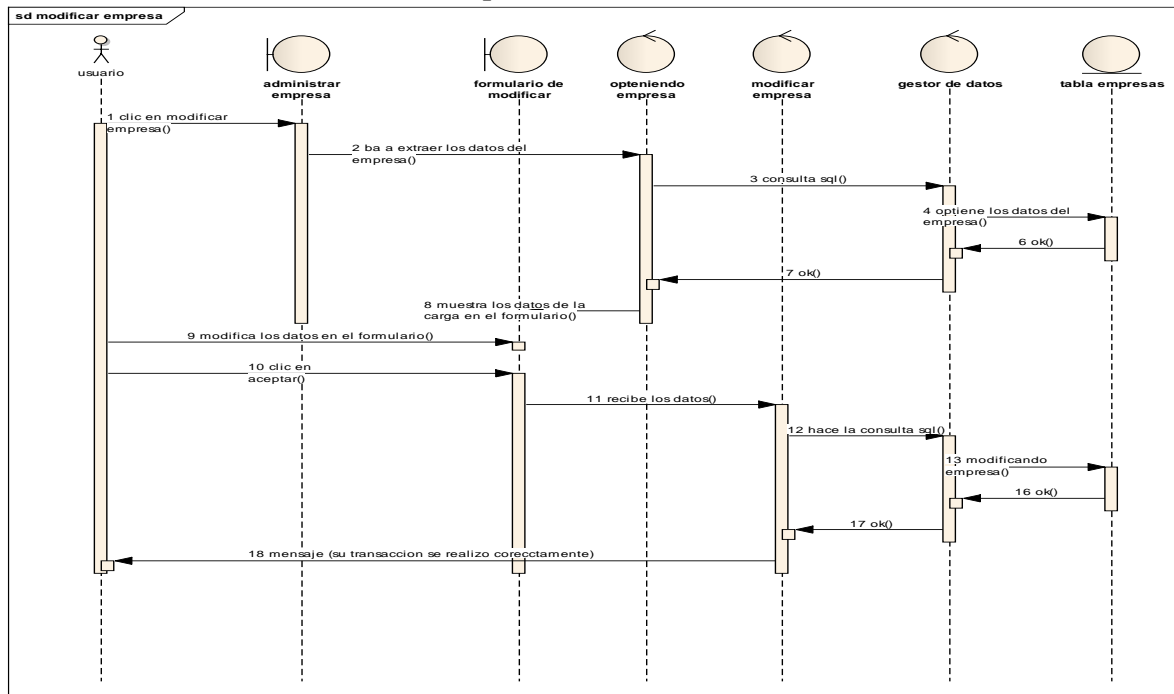 sd modificar empresa
usuario
administrar
empresa
formulario de
modificar
opteniendo
empresa
modificar
empresa
gestor de datos
tabla empresas
1 clic en modificar
empresa()
2 ba a extraer los datos del
empresa()
3 consulta sql()
4 optiene los datos del
empresa()
6 ok()
7 ok()
8 muestra los datos de la
carga en el formulario()
9 modifica los datos en el formulario()
10 clic en
aceptar()
11 recibe los datos()
12 hace la consulta sql()
13 modificando
empresa()
16 ok()
17 ok()
18 mensaje (su transaccion se realizo corecctamente)